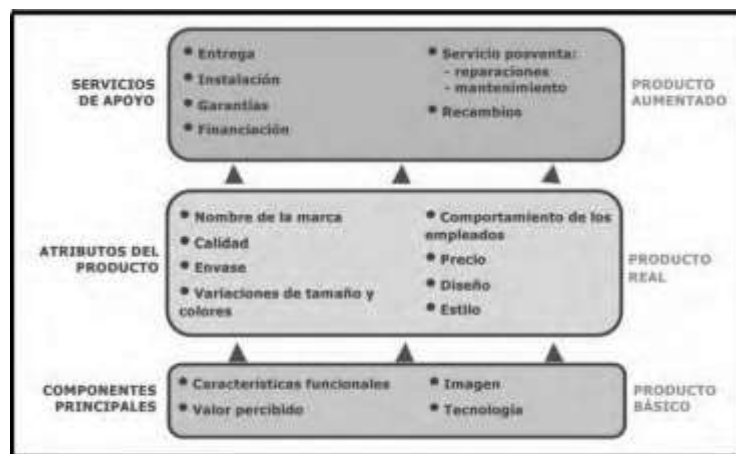 SERVICIOS
DE APOYO
• Entrega
• Instalación
• Garantías
• Financiación
• Servicio posventa:
- reparaciones
- mantenimiento
• Recambios
PRODUCTO
AUMENTADO
ATRIBUTOS DEL
PRODUCTO
• Nombre de la marca
• Calidad
• Envase
• Variaciones de tamaño y
colores
• Comportamiento de los
empleados
• Precio
• Diseño
• Estilo
PRODUCTO
REAL
COMPONENTES
PRINCIPALES
• Características funcionales
• Valor percibido
• Imagen
• Tecnología
PRODUCTO
BÁSICO